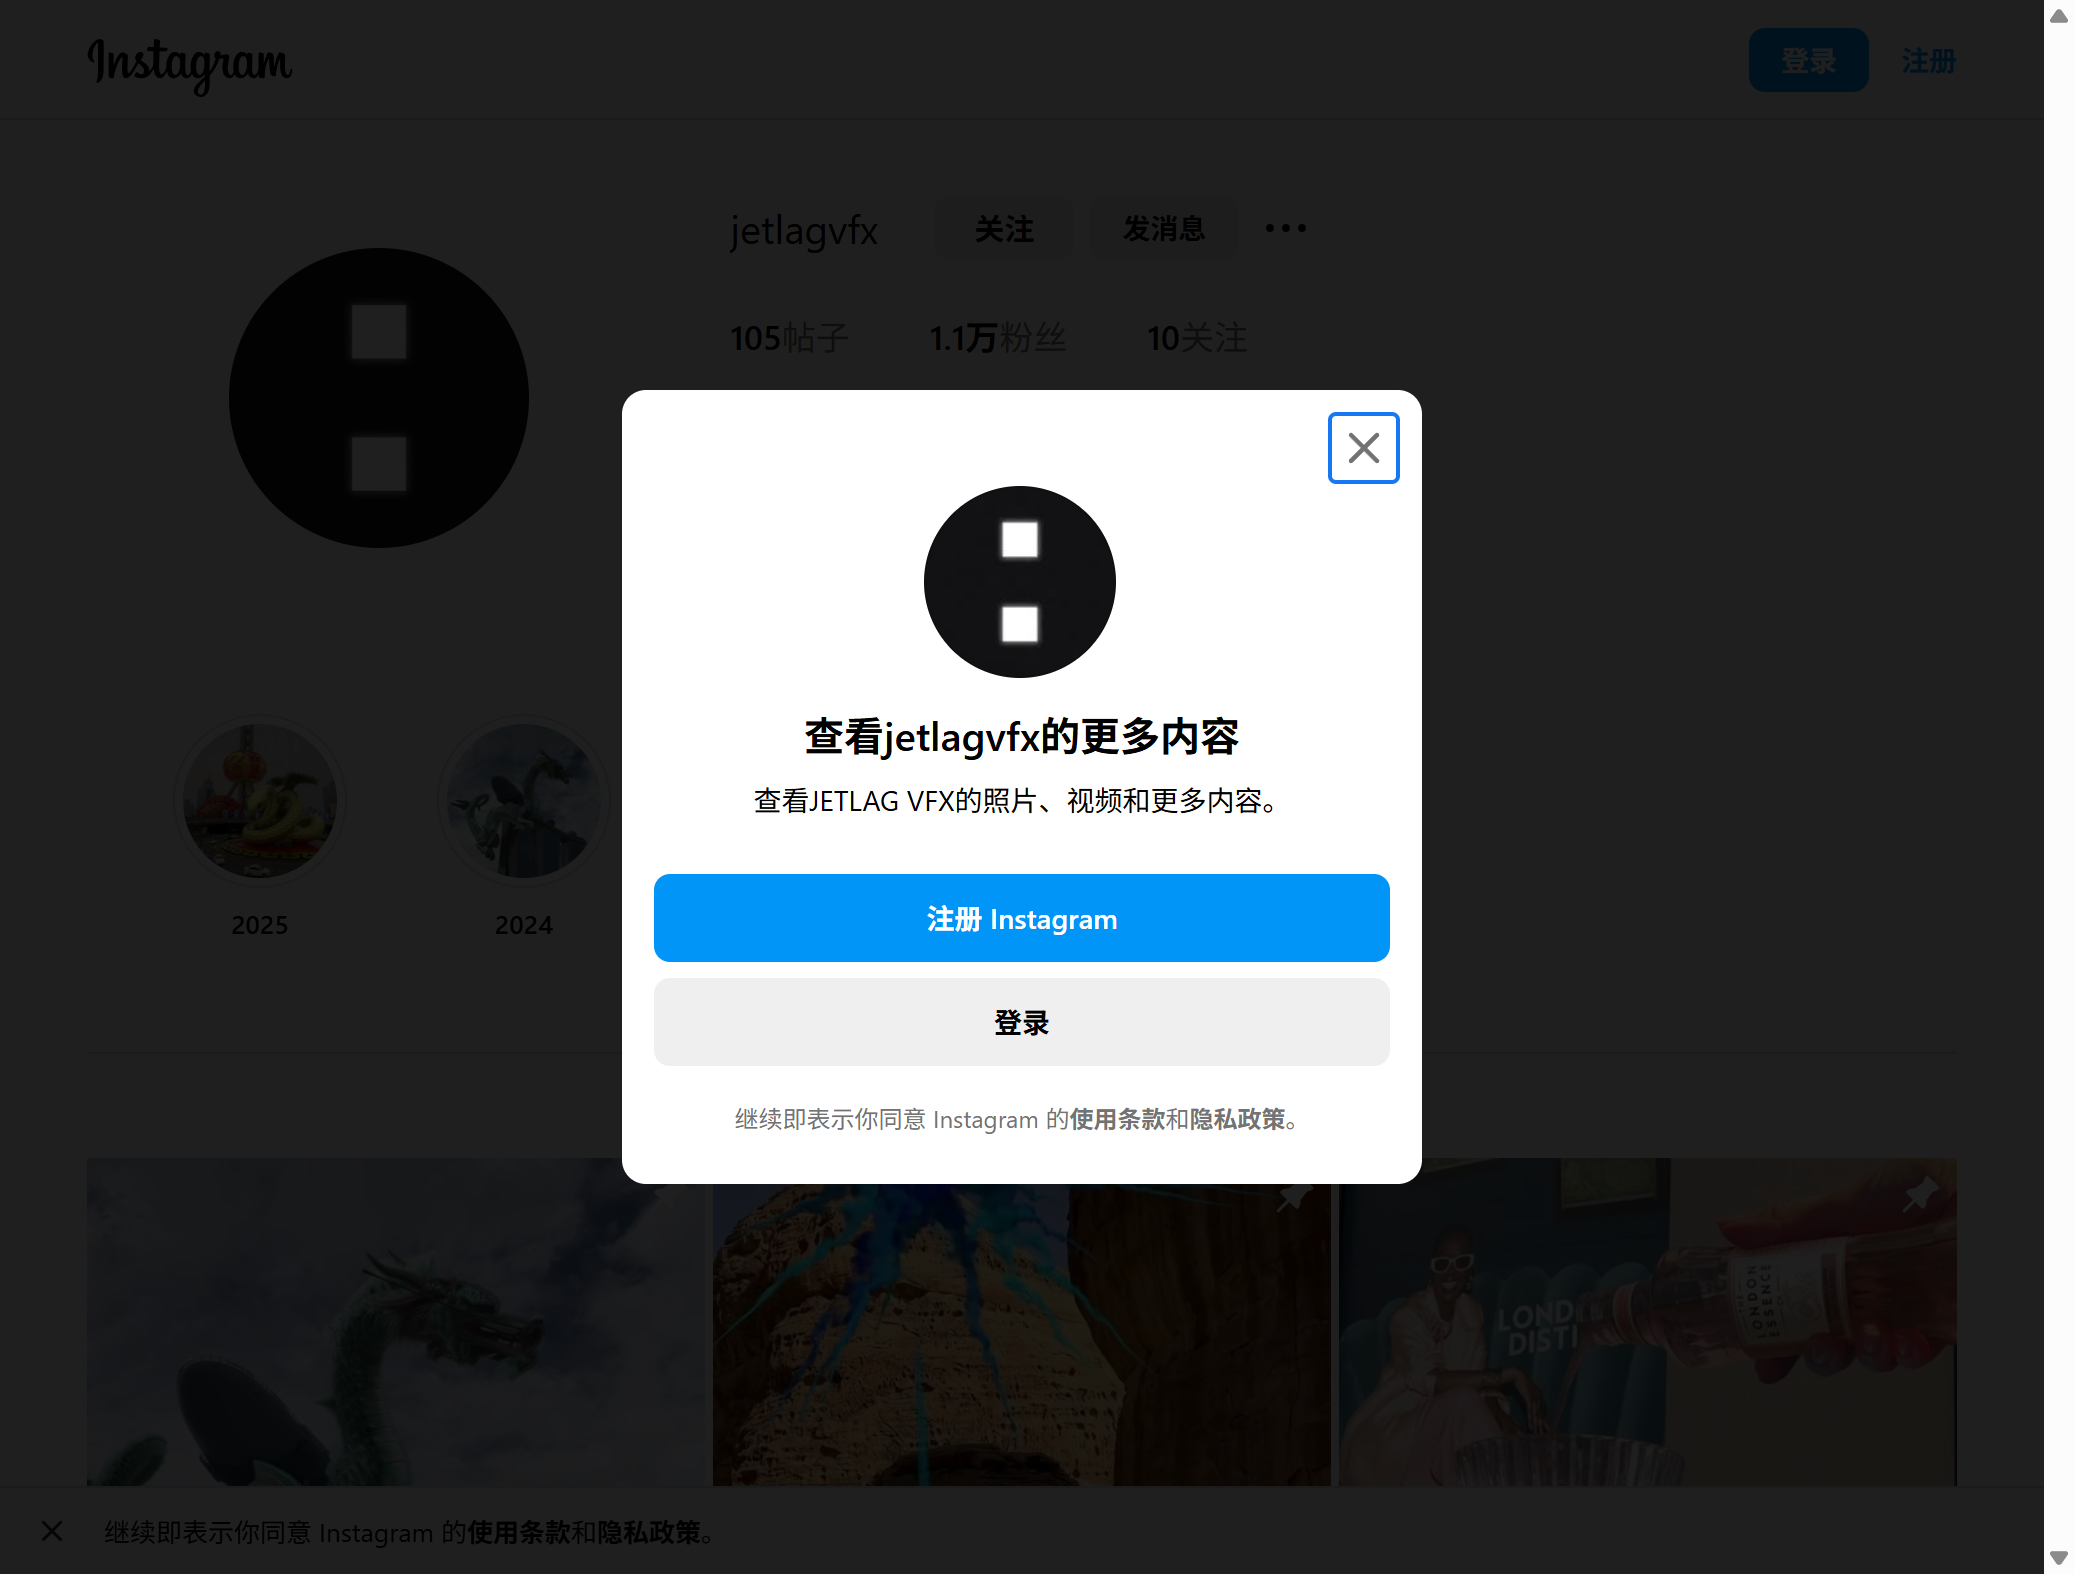 Instagram
登录
注册
jetlagvfx
关注
发消息
105帖子
1.1万粉丝
10关注
查看jetlagvfx的更多内容
查看JETLAG VFX的照片、视频和更多内容。
注册 Instagram
登录
继续即表示你同意 Instagram 的使用条款和隐私政策。
2025
2024
LOND
DISTI
THE
LONDON
ESSENCE
继续即表示你同意 Instagram 的使用条款和隐私政策。